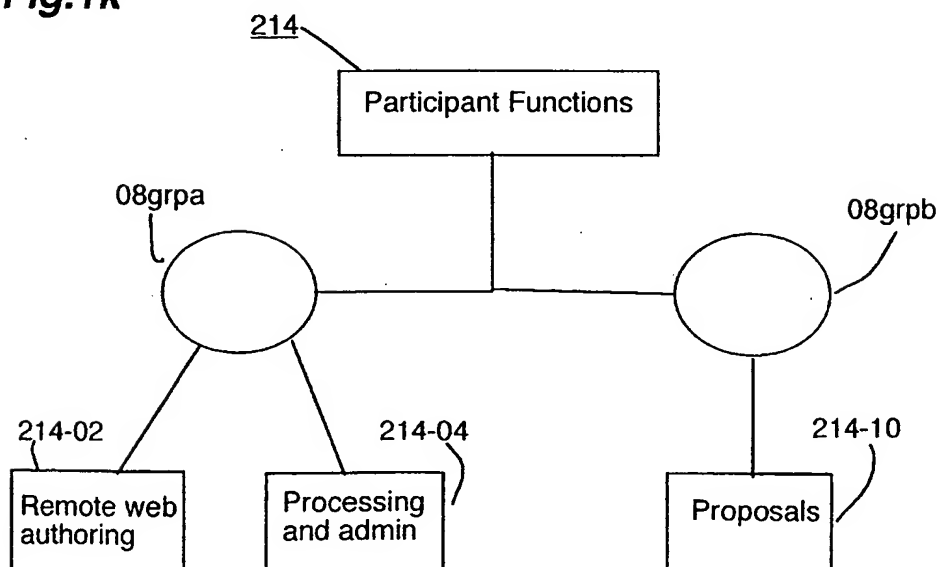 Fig.1k
214
Participant Functions
08grpa
08grpb
214-02
214-04
214-10
Remote web
authoring
Processing
and admin
Proposals